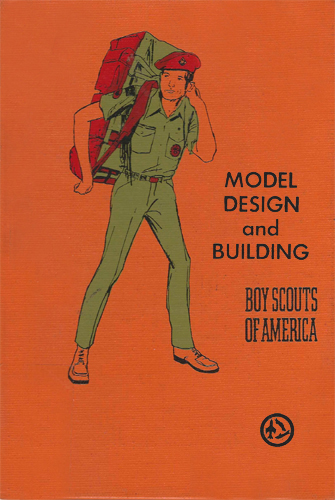 MODEL
DESIGN
and
BUILDING
BOY SCOUTS
OF AMERICA